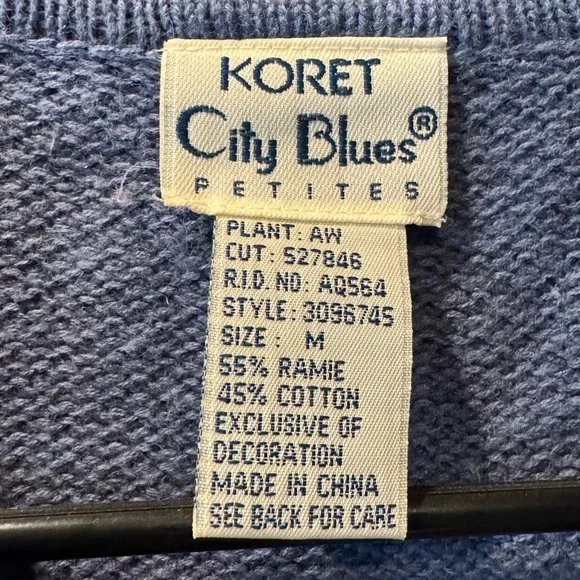 KORET
City Blues®
PETITES
PLANT: AW
CUT: 527846
R.I.D. NO: AQ564
STYLE: 3096745
SIZE: M
55% RAMIE
45% COTTON
EXCLUSIVE OF
DECORATION
MADE IN CHINA
SEE BACK FOR CARE